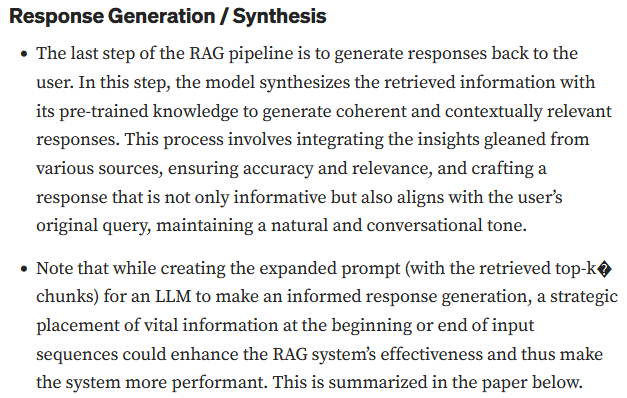 Response Generation / Synthesis
• The last step of the RAG pipeline is to generate responses back to the
user. In this step, the model synthesizes the retrieved information with
its pre-trained knowledge to generate coherent and contextually relevant
responses. This process involves integrating the insights gleaned from
various sources, ensuring accuracy and relevance, and crafting a
response that is not only informative but also aligns with the user’s
original query, maintaining a natural and conversational tone.
• Note that while creating the expanded prompt (with the retrieved top-k�
chunks) for an LLM to make an informed response generation, a strategic
placement of vital information at the beginning or end of input
sequences could enhance the RAG system’s effectiveness and thus make
the system more performant. This is summarized in the paper below.